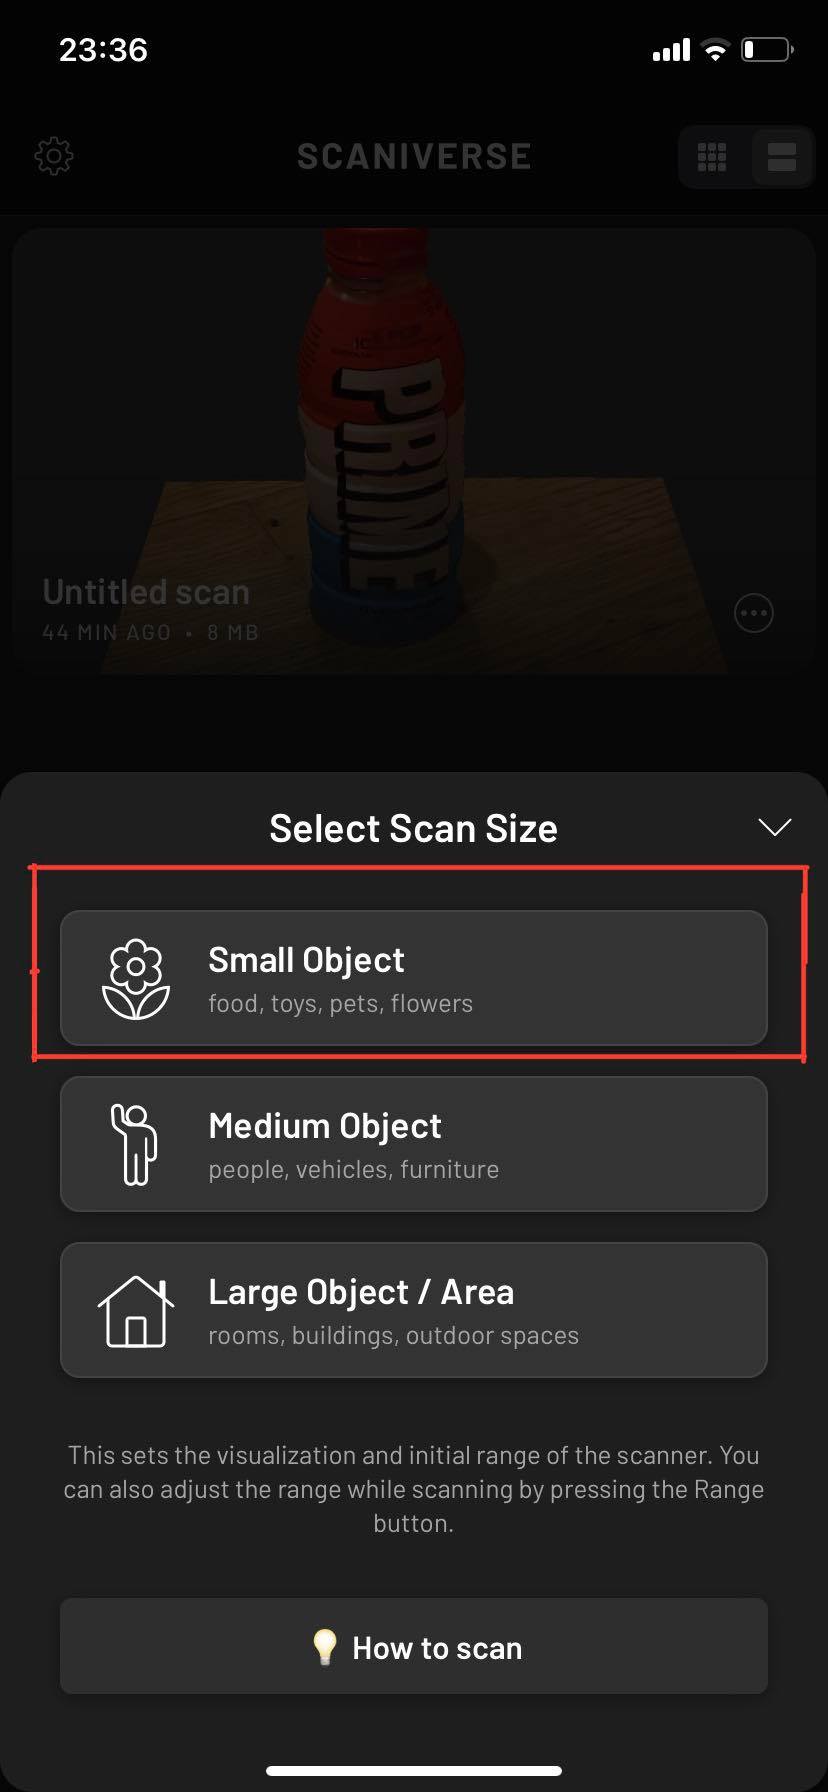 23:36
SCANIVERSE
PRIME
Untitled scan
44 MIN AGO • 8 MB
Select Scan Size
Small Object
food, toys, pets, flowers
Medium Object
people, vehicles, furniture
Large Object / Area
rooms, buildings, outdoor spaces
This sets the visualization and initial range of the scanner. You
can also adjust the range while scanning by pressing the Range
button.
💡 How to scan